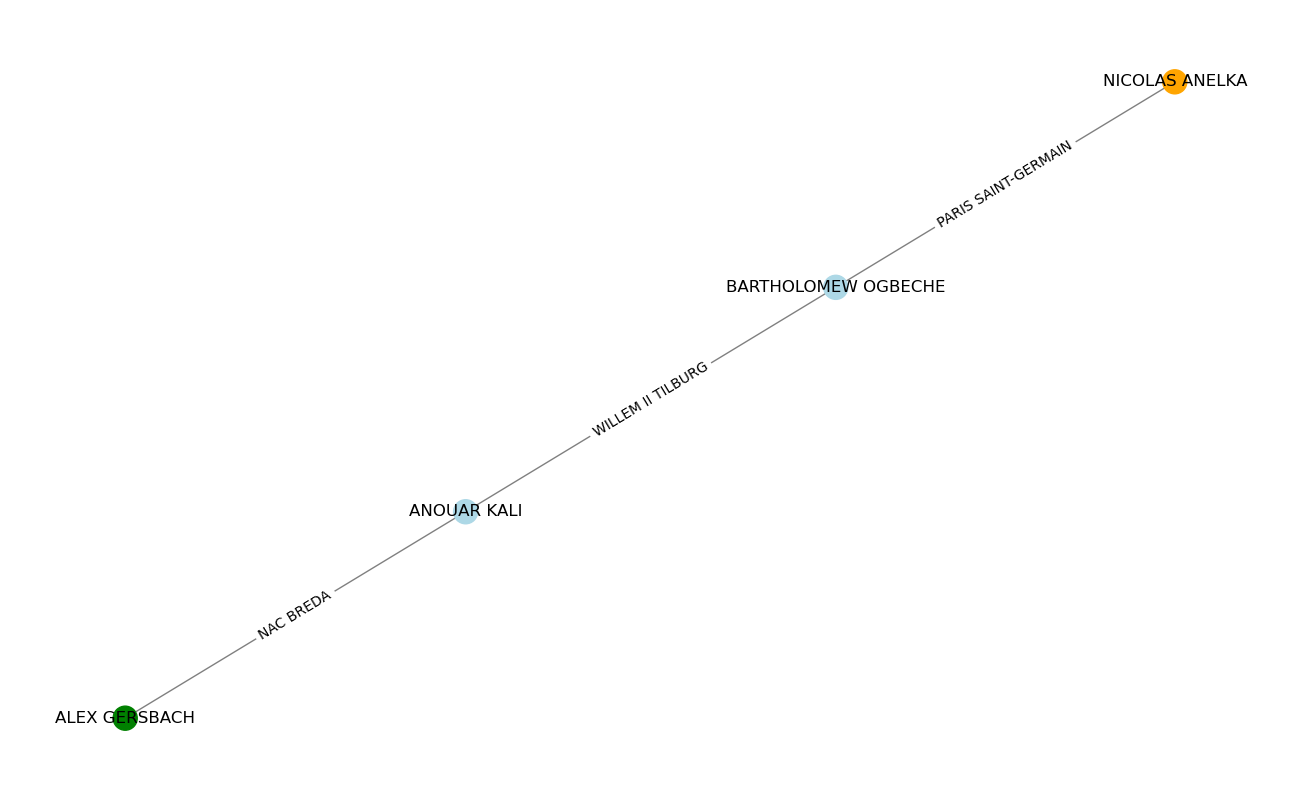 NICOLAS ANELKA
PARIS SAINT-GERMAIN
BARTHOLOMEW OGBECHE
WILLEM II TILBURG
ANOUAR KALI
NAC BREDA
ALEX GERSBACH